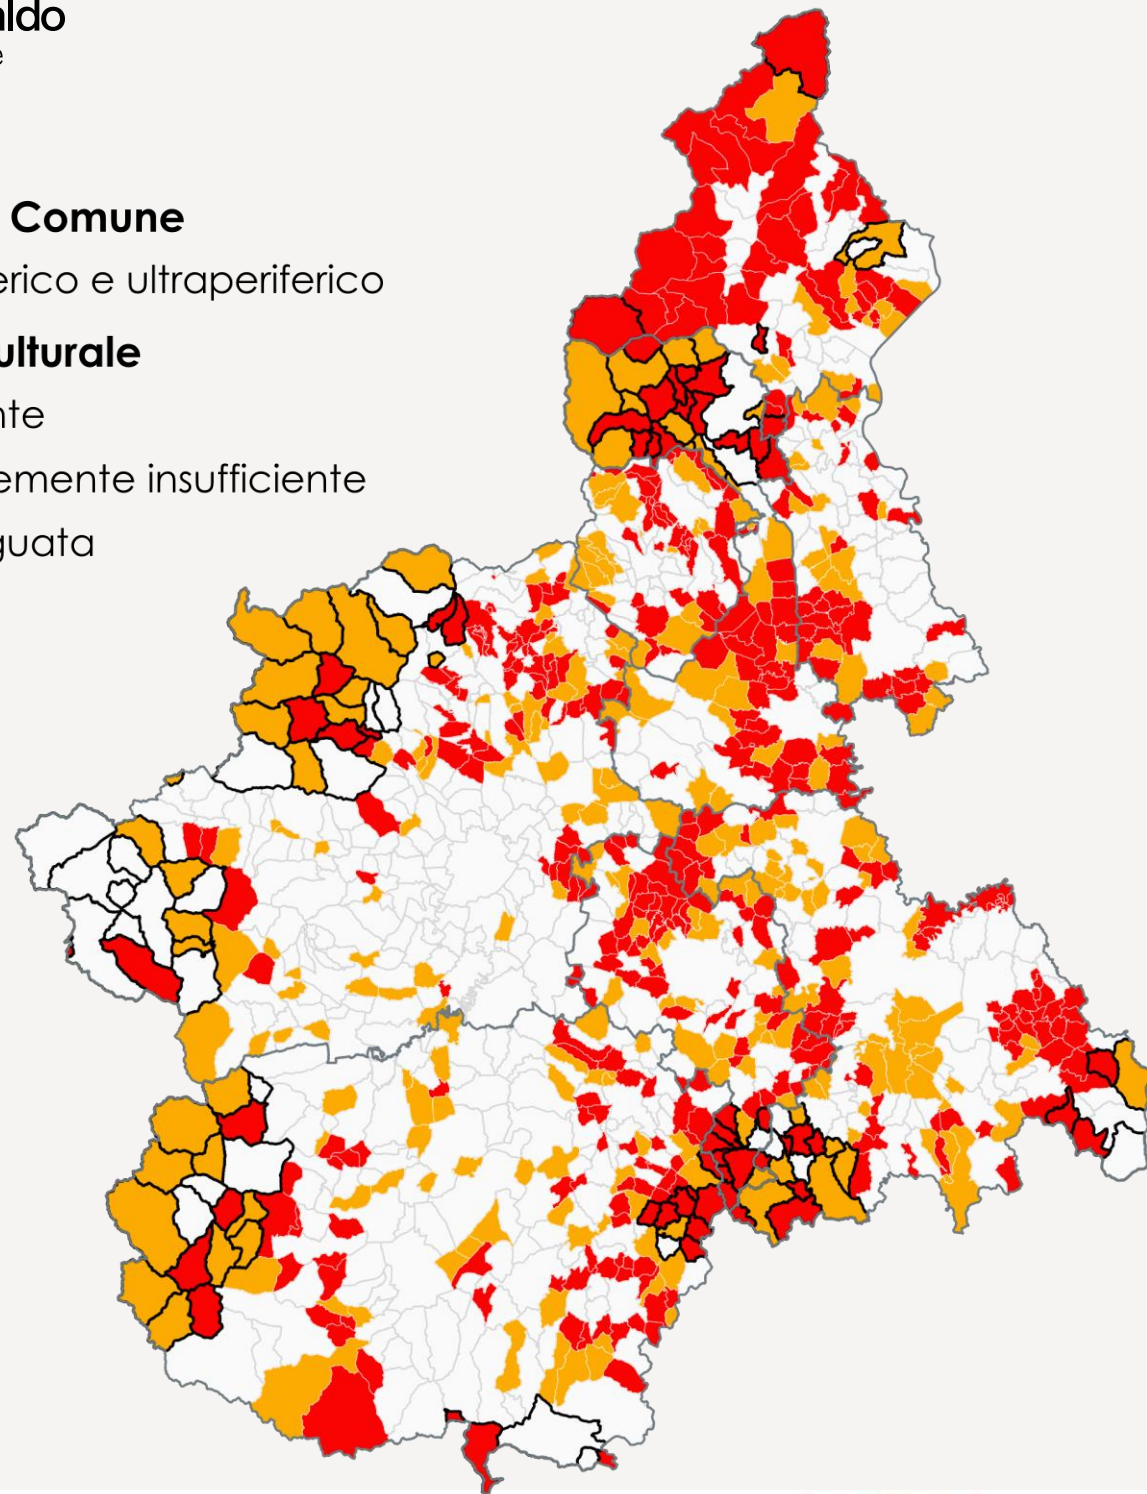 ldo
e
Comune
erico e ultraperiferico
ulturale
nte
emente insufficiente
guata